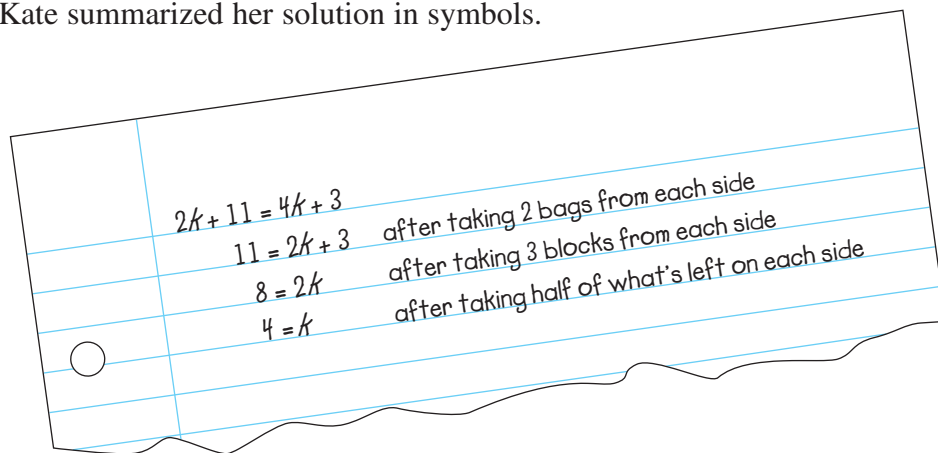 Kate summarized her solution in symbols.
2k + 11 = 4k + 3
11 = 2k + 3 after taking 2 bags from each side
8 = 2k after taking 3 blocks from each side
4 = k after taking half of what's left on each side